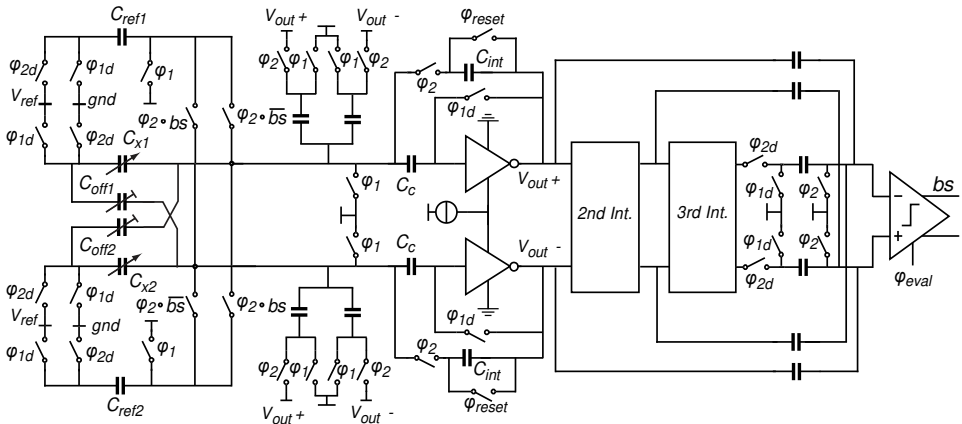 C_ref1
V_out+ V_out-
φ_reset
φ_2d φ_1d φ_1
φ_2 φ_1 φ_1 φ_2
φ_2 C_int
V_ref gnd
φ_1d
φ_1d φ_2d
φ_2•bs φ_2•b̅s̅
C_x1
C_off1
C_off2
C_x2
φ_1
φ_1
C_c
C_c
V_out+
V_out-
2nd Int. 3rd Int.
φ_2d
φ_1d φ_2
φ_1d φ_2
φ_2d
−
+
bs
φ_eval
φ_2d φ_1d
φ_2•b̅s̅ φ_2•bs
V_ref gnd
φ_1d φ_2d φ_1
φ_1d
φ_2 C_int
φ_2 φ_1 φ_1 φ_2
φ_reset
C_ref2
V_out+ V_out-